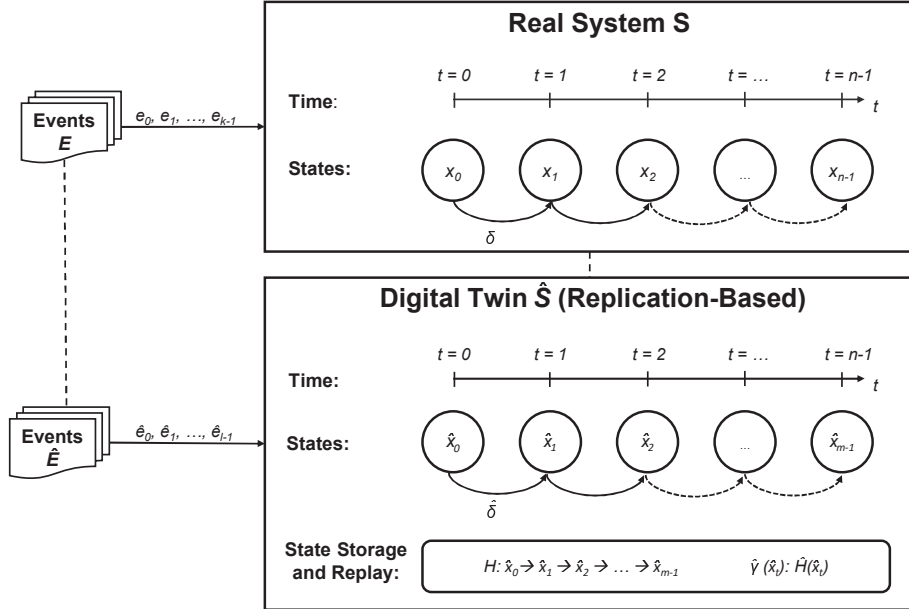 Real System S
t = 0 t = 1 t = 2 t = ... t = n-1
Time: t
Events
E
e₀, e₁, ..., eₖ₋₁
States: x₀ x₁ x₂ ... xₙ₋₁
δ
Digital Twin Ŝ (Replication-Based)
t = 0 t = 1 t = 2 t = ... t = n-1
Time: t
Events
Ê
ê₀, ê₁, ..., êₗ₋₁
States: x̂₀ x̂₁ x̂₂ ... x̂ₘ₋₁
δ̂
State Storage
and Replay:
H: x̂₀→ x̂₁ → x̂₂ → ... → x̂ₘ₋₁ γ̂ (x̂ₜ): Ĥ(x̂ₜ)